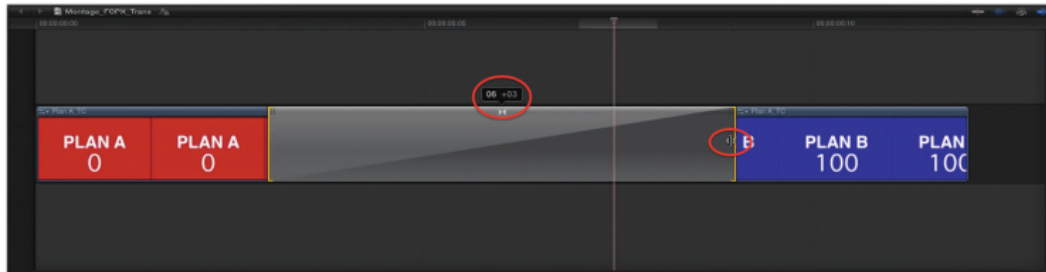 Montage_FCPX_Trans
00:00:00:00
00:00:00:05
00:00:00:10
06 +03
Plan A_TC
Plan A_TC
PLAN A
PLAN A
B
PLAN B
PLAN
0
0
100
100